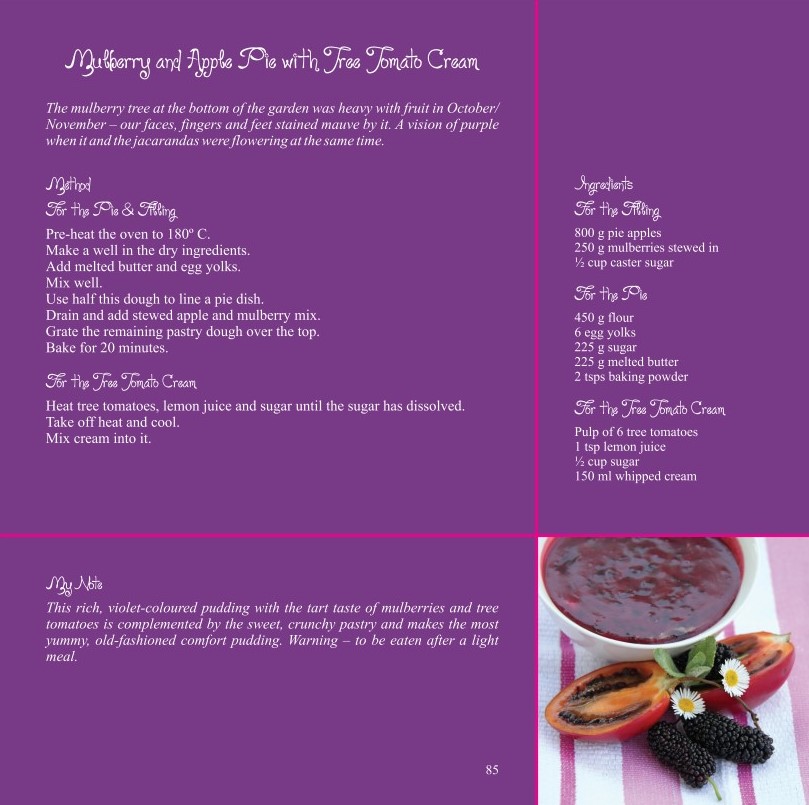 Mulberry and Apple Pie with Tree Tomato Cream
The mulberry tree at the bottom of the garden was heavy with fruit in October/
November – our faces, fingers and feet stained mauve by it. A vision of purple
when it and the jacarandas were flowering at the same time.
Method
For the Pie & Filling
Pre-heat the oven to 180º C.
Make a well in the dry ingredients.
Add melted butter and egg yolks.
Mix well.
Use half this dough to line a pie dish.
Drain and add stewed apple and mulberry mix.
Grate the remaining pastry dough over the top.
Bake for 20 minutes.
For the Tree Tomato Cream
Heat tree tomatoes, lemon juice and sugar until the sugar has dissolved.
Take off heat and cool.
Mix cream into it.
Ingredients
For the Filling
800 g pie apples
250 g mulberries stewed in
½ cup caster sugar
For the Pie
450 g flour
6 egg yolks
225 g sugar
225 g melted butter
2 tsps baking powder
For the Tree Tomato Cream
Pulp of 6 tree tomatoes
1 tsp lemon juice
½ cup sugar
150 ml whipped cream
My Note
This rich, violet-coloured pudding with the tart taste of mulberries and tree
tomatoes is complemented by the sweet, crunchy pastry and makes the most
yummy, old-fashioned comfort pudding. Warning – to be eaten after a light
meal.
85